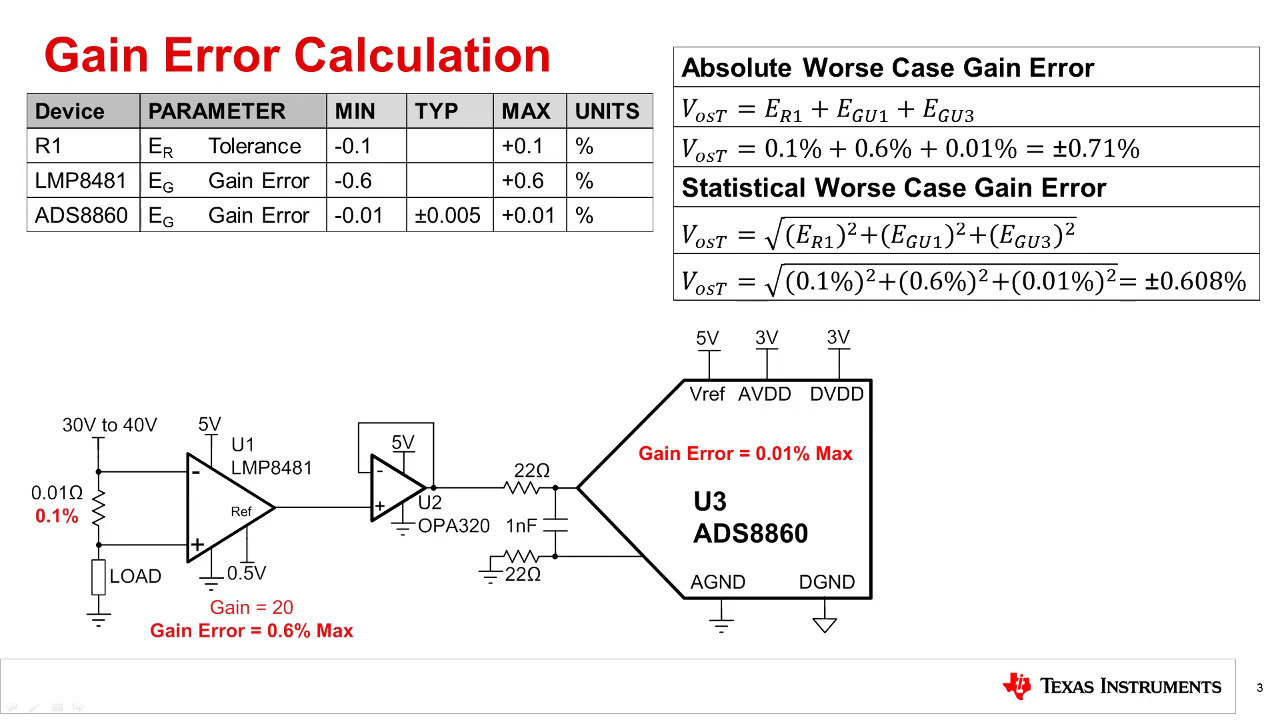 Gain Error Calculation
Device PARAMETER MIN TYP MAX UNITS
R1 E_R Tolerance -0.1 +0.1 %
LMP8481 E_G Gain Error -0.6 +0.6 %
ADS8860 E_G Gain Error -0.01 ±0.005 +0.01 %
Absolute Worse Case Gain Error
V_osT = E_R1 + E_GU1 + E_GU3
V_osT = 0.1% + 0.6% + 0.01% = ±0.71%
Statistical Worse Case Gain Error
V_osT = √(E_R1)²+(E_GU1)²+(E_GU3)²
V_osT = √(0.1%)²+(0.6%)²+(0.01%)²= ±0.608%
30V to 40V
0.01Ω
0.1%
LOAD
5V
U1
LMP8481
-
+
Ref
0.5V
Gain = 20
Gain Error = 0.6% Max
5V
-
+
U2
OPA320
22Ω
1nF
22Ω
5V 3V 3V
Vref AVDD DVDD
Gain Error = 0.01% Max
U3
ADS8860
AGND DGND
TEXAS INSTRUMENTS
3